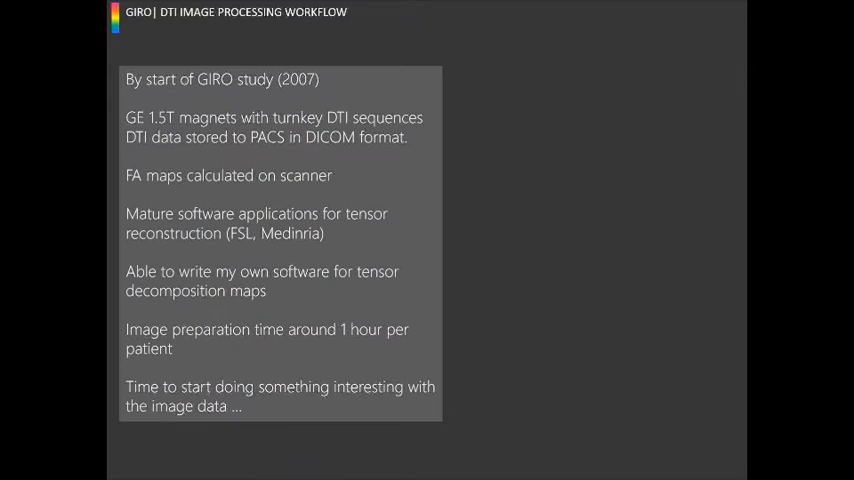 GIRO| DTI IMAGE PROCESSING WORKFLOW
By start of GIRO study (2007)
GE 1.5T magnets with turnkey DTI sequences
DTI data stored to PACS in DICOM format.
FA maps calculated on scanner
Mature software applications for tensor
reconstruction (FSL, Medinria)
Able to write my own software for tensor
decomposition maps
Image preparation time around 1 hour per
patient
Time to start doing something interesting with
the image data ...